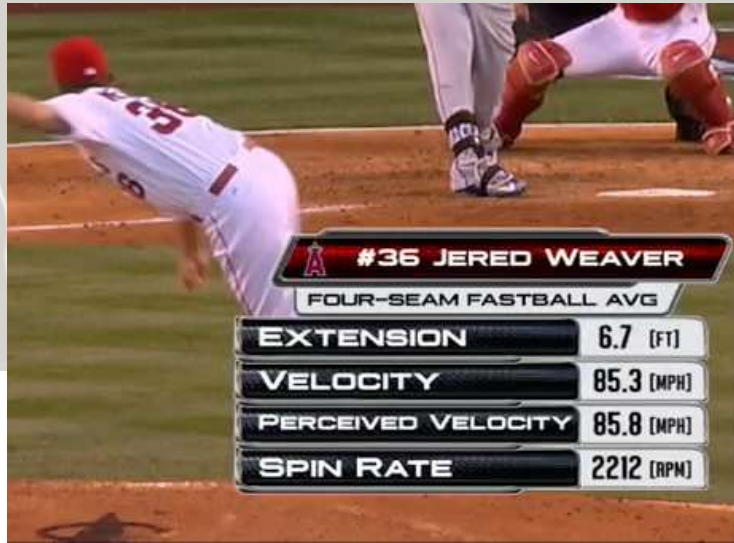 #36 JERED WEAVER
FOUR-SEAM FASTBALL AVG
EXTENSION 6.7 [FT]
VELOCITY 85.3 [MPH]
PERCEIVED VELOCITY 85.8 [MPH]
SPIN RATE 2212 [RPM]